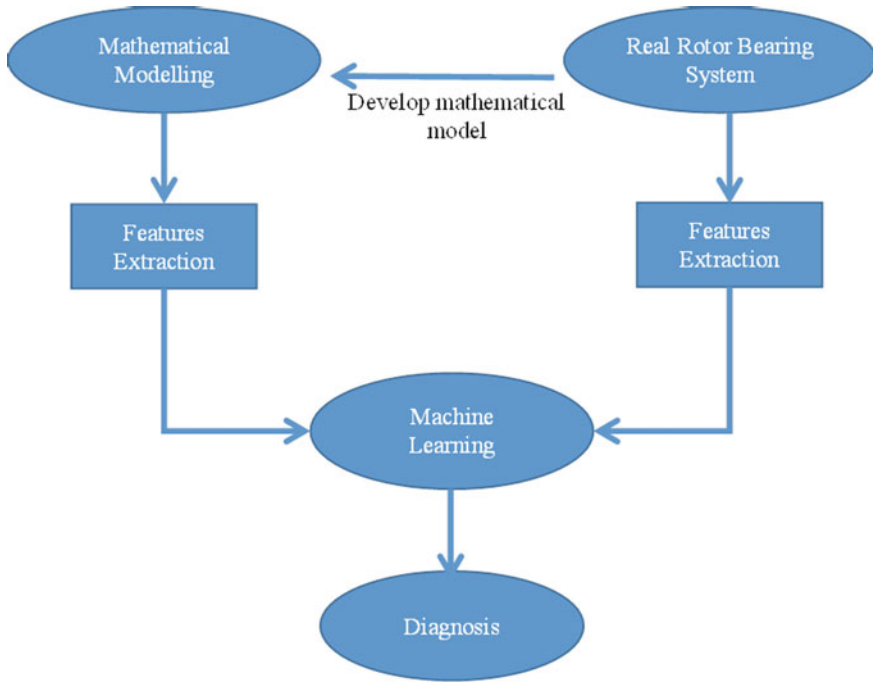 Mathematical
Modelling
Real Rotor Bearing
System
Develop mathematical
model
Features
Extraction
Features
Extraction
Machine
Learning
Diagnosis